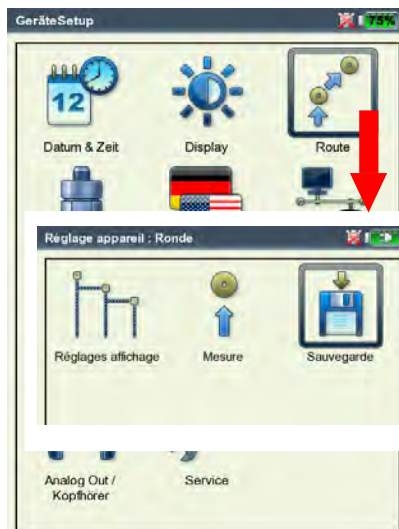 GeräteSetup 75%
12
Datum & Zeit Display Route
Réglage appareil : Ronde
Réglages affichage Mesure Sauvegarde
Analog Out / Service
Kopfhörer